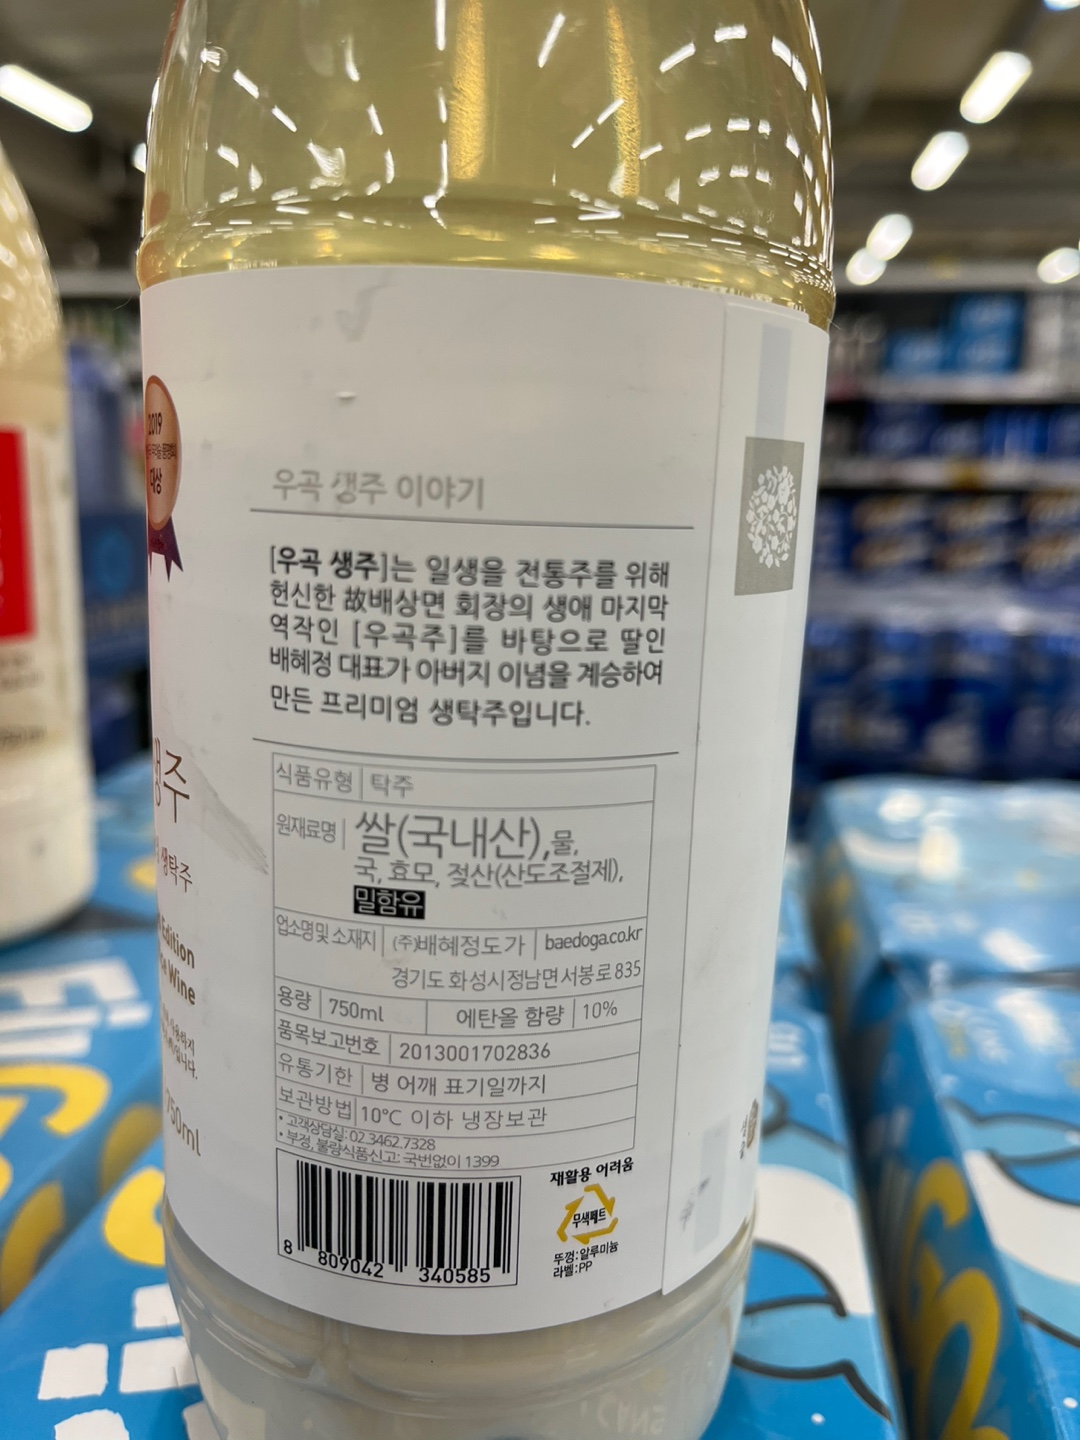 2019
대상
우곡 생주 이야기
[우곡 생주]는 일생을 전통주를 위해
헌신한 故배상면 회장의 생애 마지막
역작인 [우곡주]를 바탕으로 딸인
배혜정 대표가 아버지 이념을 계승하여
만든 프리미엄 생탁주입니다.
식품유형 탁주
원재료명 쌀(국내산),물,
국, 효모, 젖산(산도조절제),
밀함유
업소명및 소재지 (주)배혜정도가 baedoga.co.kr
경기도 화성시정남면서봉로 835
용량 750ml 에탄올 함량 10%
품목보고번호 2013001702836
유통기한 병 어깨 표기일까지
보관방법 10°C 이하 냉장보관
• 고객상담실: 02.3462.7328
• 부정, 불량식품신고: 국번없이 1399
8 809042 340585
재활용 어려움
무색페트
뚜껑:알루미늄
라벨:PP
생주
생탁주
Edition
Wine
750ml